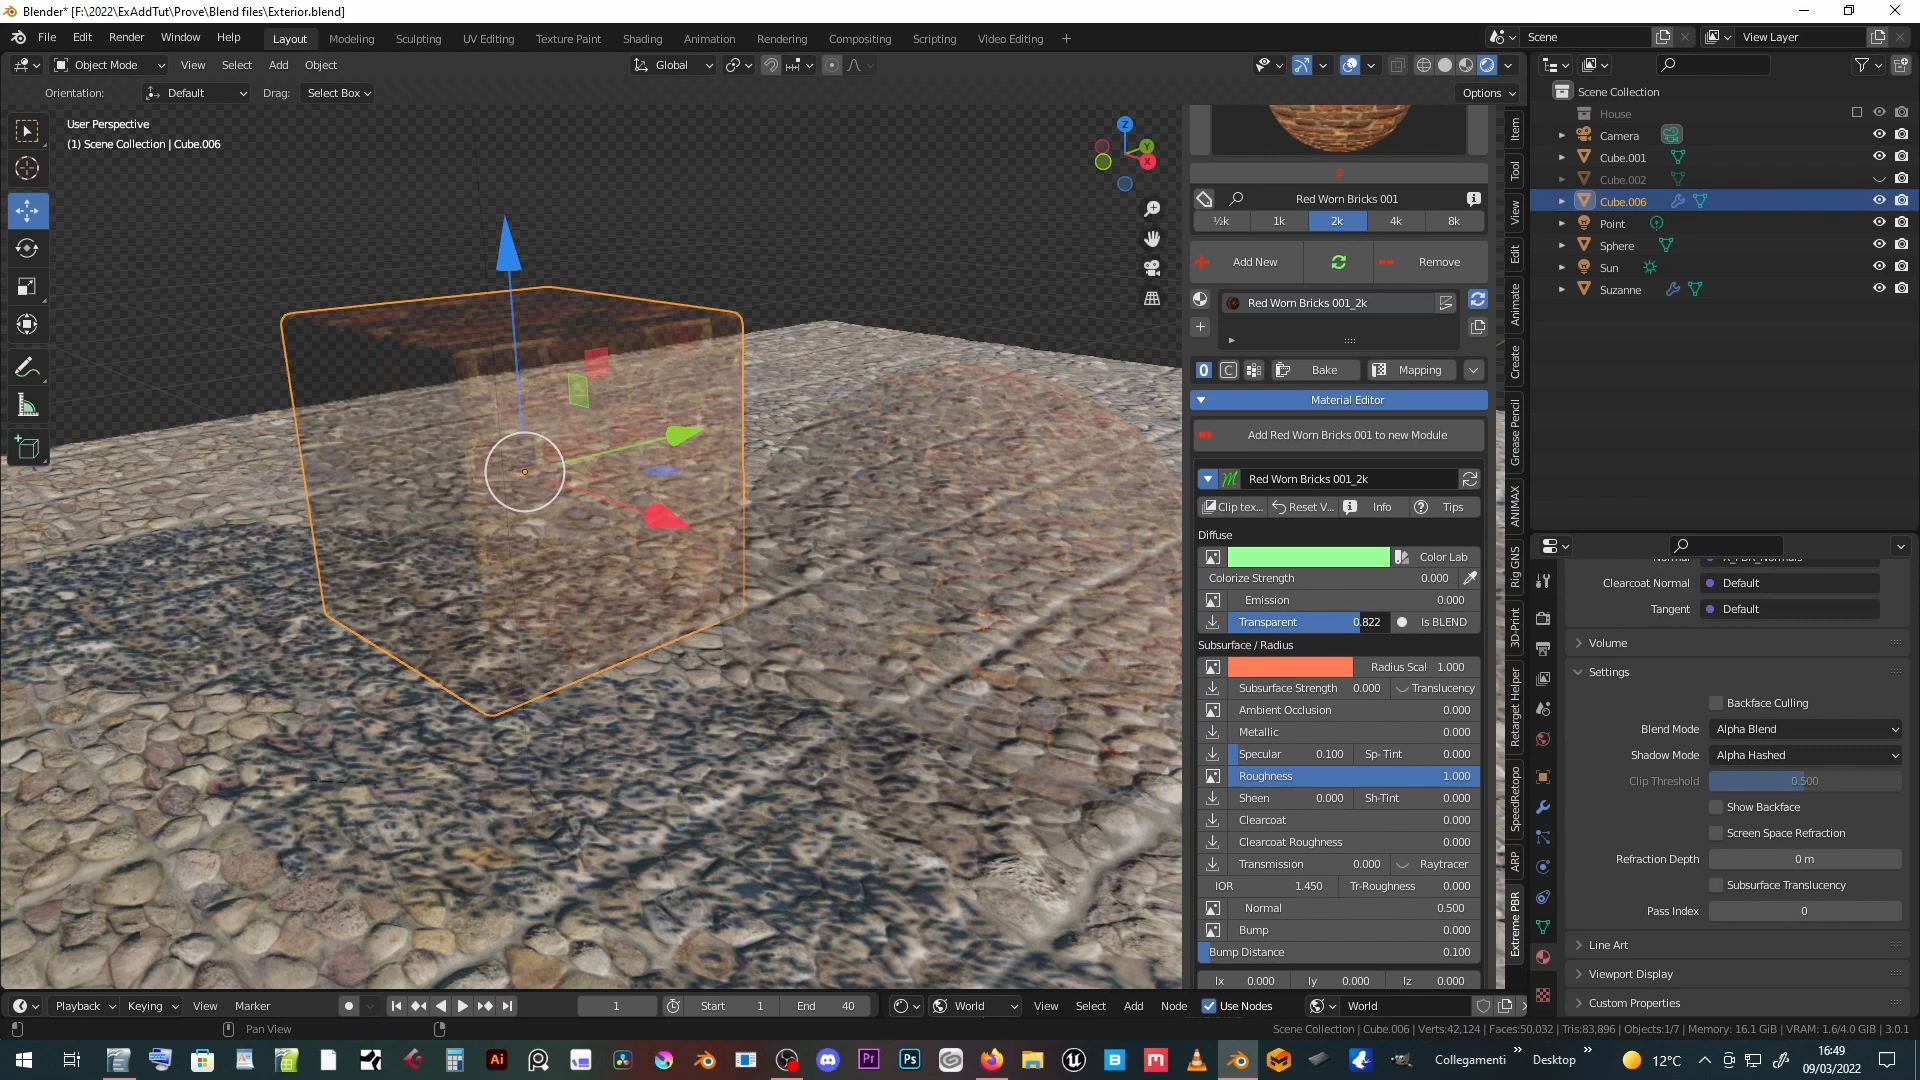 Blender* [F:\2022\ExAddTut\Prove\Blend files\Exterior.blend]
File Edit Render Window Help Layout Modeling Sculpting UV Editing Texture Paint Shading Animation Rendering Compositing Scripting Video Editing + Scene View Layer
Object Mode View Select Add Object Global
Orientation: Default Drag: Select Box Options
User Perspective
(1) Scene Collection | Cube.006
Z
Y
X
Item
Tool
View
Edit
Animate
Create
Grease Pencil
ANIMAX
Rig GNS
3D-Print
Retarget Helper
SpeedRetopo
ARP
Extreme PBR
Red Worn Bricks 001
½k 1k 2k 4k 8k
Add New Remove
Red Worn Bricks 001_2k
Bake Mapping
Material Editor
Add Red Worn Bricks 001 to new Module
Red Worn Bricks 001_2k
Clip tex... Reset V... Info Tips
Diffuse
Color Lab
Colorize Strength 0.000
Emission 0.000
Transparent 0.822 Is BLEND
Subsurface / Radius
Radius Scal 1.000
Subsurface Strength 0.000 Translucency
Ambient Occlusion 0.000
Metallic 0.000
Specular 0.100 Sp- Tint 0.000
Roughness 1.000
Sheen 0.000 Sh-Tint 0.000
Clearcoat 0.000
Clearcoat Roughness 0.000
Transmission 0.000 Raytracer
IOR 1.450 Tr-Roughness 0.000
Normal 0.500
Bump 0.000
Bump Distance 0.100
Ix 0.000 Iy 0.000 Iz 0.000
Scene Collection
House
Camera
Cube.001
Cube.002
Cube.006
Point
Sphere
Sun
Suzanne
Clearcoat Normal Default
Tangent Default
Volume
Settings
Backface Culling
Blend Mode Alpha Blend
Shadow Mode Alpha Hashed
Clip Threshold 0.500
Show Backface
Screen Space Refraction
Refraction Depth 0 m
Subsurface Translucency
Pass Index 0
Line Art
Viewport Display
Custom Properties
Playback Keying View Marker 1 Start 1 End 40 World View Select Add Node Use Nodes World
Pan View Scene Collection | Cube.006 | Verts:42,124 | Faces:50,032 | Tris:83,896 | Objects:1/7 | Memory: 16.1 GiB | VRAM: 1.6/4.0 GiB | 3.0.1
Ai Pr Ps Collegamenti » Desktop » 12°C 16:49
09/03/2022